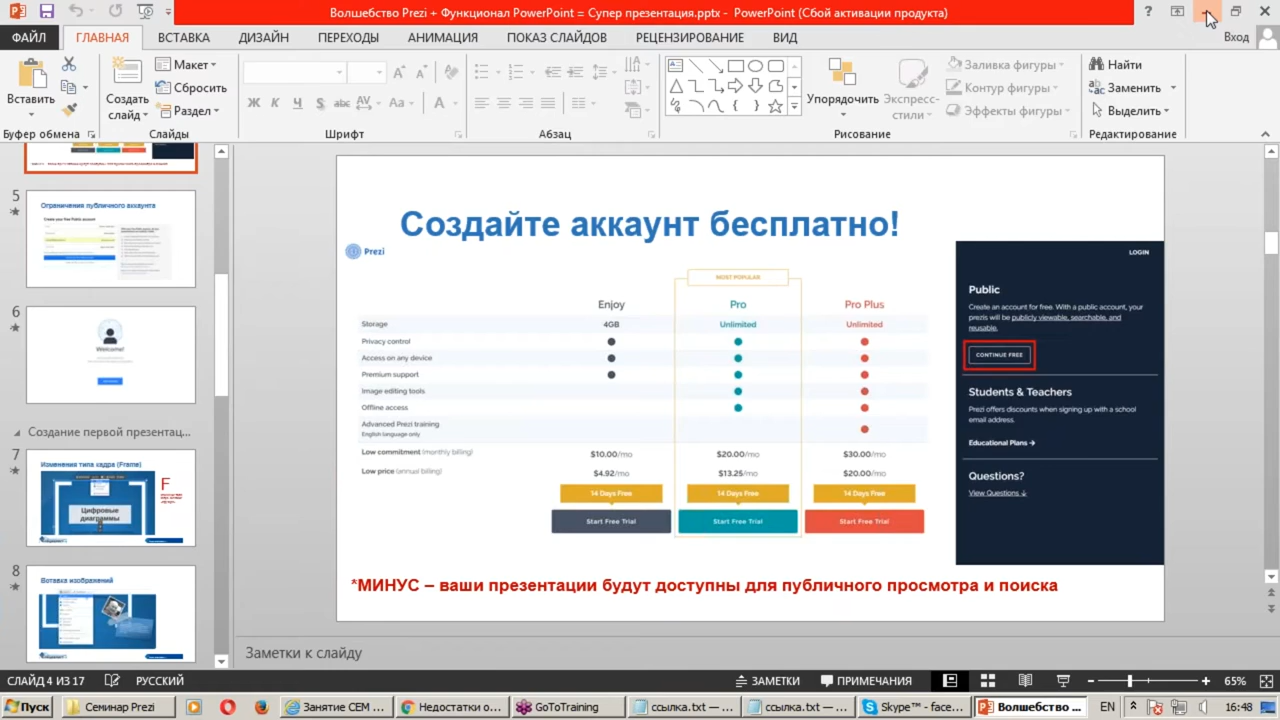 Волшебство Prezi + Функционал PowerPoint = Супер презентация.pptx - PowerPoint (Сбой активации продукта)
ФАЙЛ ГЛАВНАЯ ВСТАВКА ДИЗАЙН ПЕРЕХОДЫ АНИМАЦИЯ ПОКАЗ СЛАЙДОВ РЕЦЕНЗИРОВАНИЕ ВИД Вход
Вставить
Буфер обмена
Создать слайд
Макет
Сбросить
Раздел
Слайды
Шрифт
Абзац
Упорядочить
Экспресс-стили
Заливка фигуры
Контур фигуры
Эффекты фигуры
Рисование
Найти
Заменить
Выделить
Редактирование
5
Ограничения публичного аккаунта
Create your free Public account
6
Welcome!
Создание первой презентац...
7
Изменения типа кадра (Frame)
F
Цифровые
диаграммы
8
Вставка изображений
Создайте аккаунт бесплатно!
Prezi
MOST POPULAR
Enjoy Pro Pro Plus
Storage 4GB Unlimited Unlimited
Privacy control
Access on any device
Premium support
Image editing tools
Offline access
Advanced Prezi training
English language only
Low commitment (monthly billing) $10.00/mo $20.00/mo $30.00/mo
Low price (annual billing) $4.92/mo $13.25/mo $20.00/mo
14 Days Free 14 Days Free 14 Days Free
Start Free Trial Start Free Trial Start Free Trial
LOGIN
Public
Create an account for free. With a public account, your
prezis will be publicly viewable, searchable, and
reusable.
CONTINUE FREE
Students & Teachers
Prezi offers discounts when signing up with a school
email address.
Educational Plans →
Questions?
View Questions ↓
*МИНУС – ваши презентации будут доступны для публичного просмотра и поиска
Заметки к слайду
СЛАЙД 4 ИЗ 17 РУССКИЙ ЗАМЕТКИ ПРИМЕЧАНИЯ 65%
Пуск Семинар Prezi Занятие СЕМ ... Недостатки о... GoToTraining ссылка.txt — ... ссылка.txt — ... Skype™ - face... Волшебство ... EN 16:48